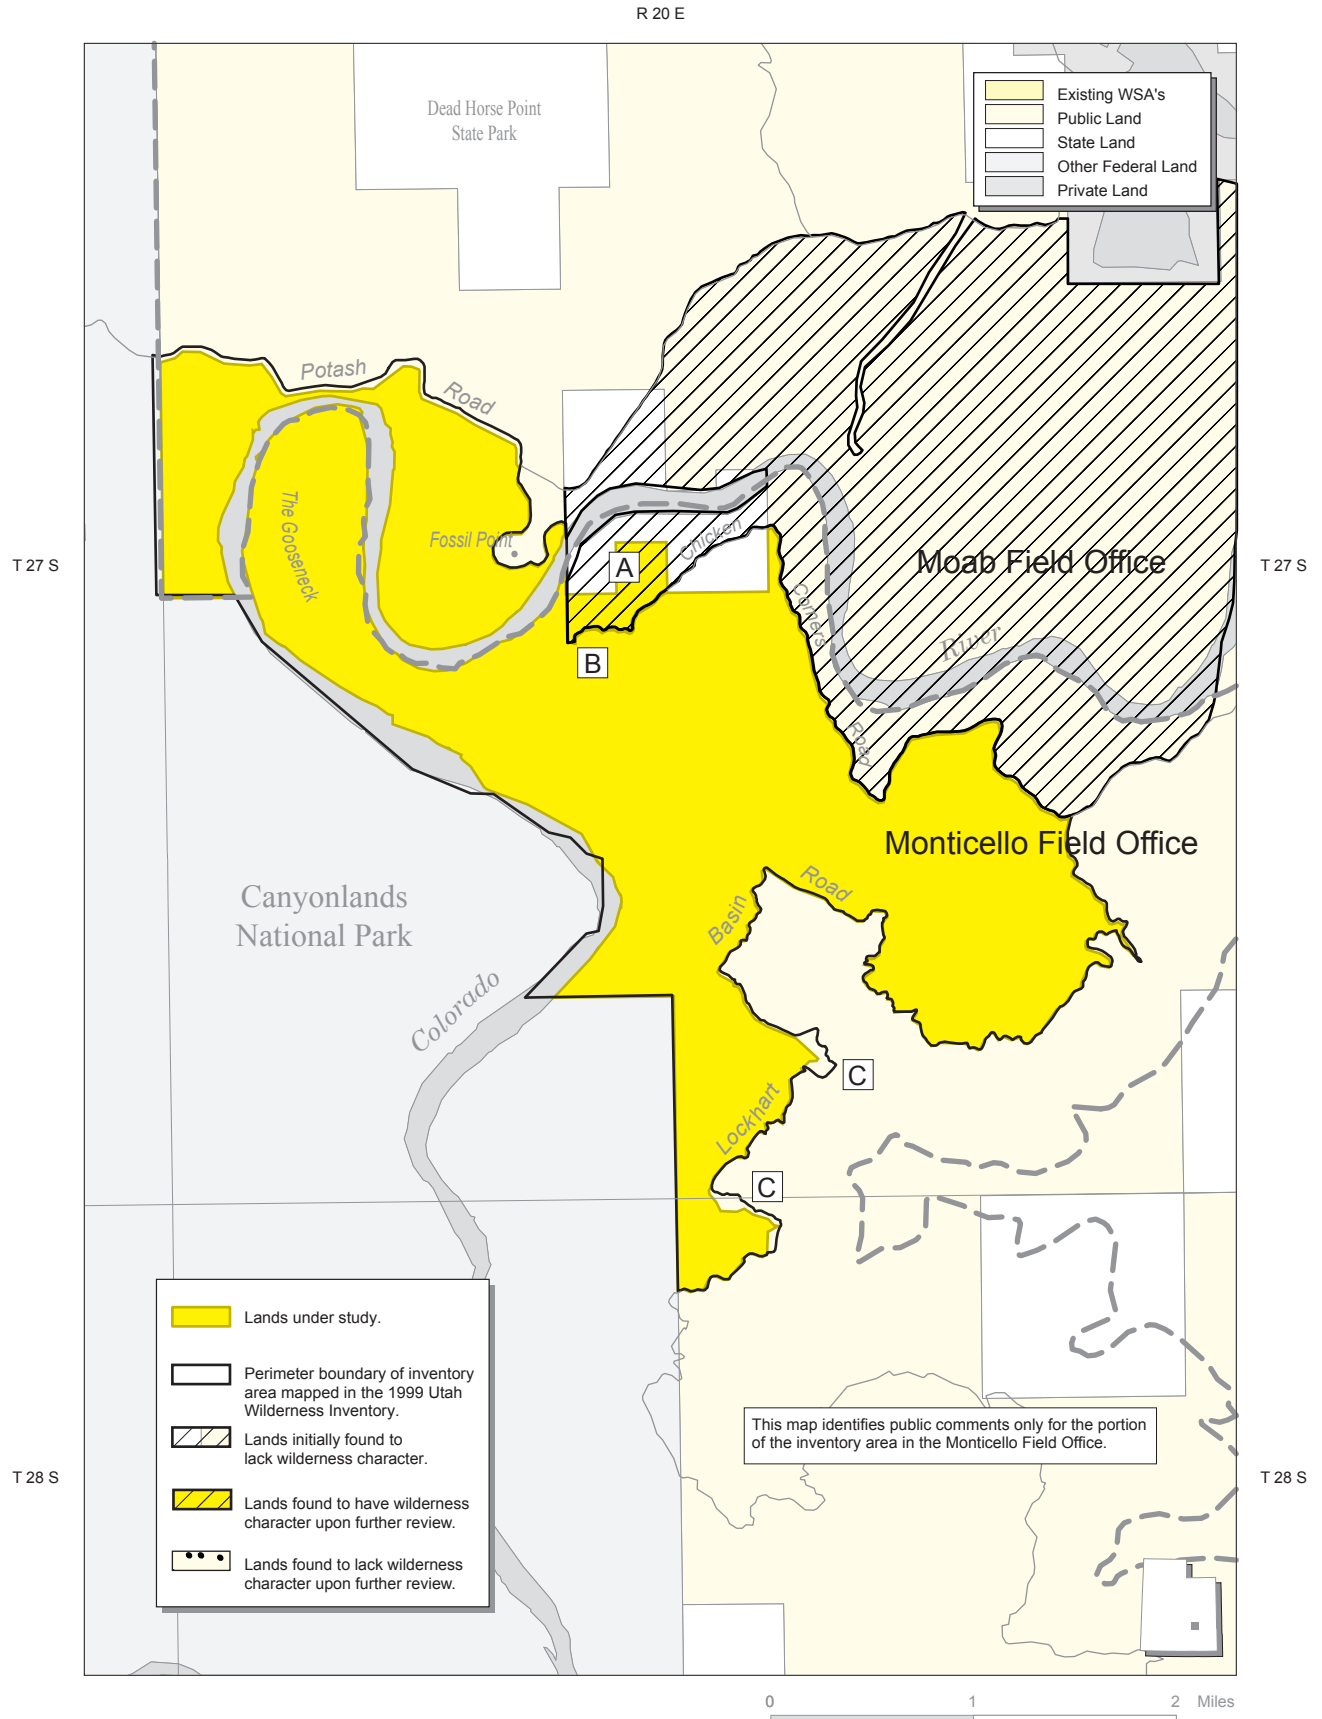 R 20 E
Dead Horse Point
State Park
Existing WSA's
Public Land
State Land
Other Federal Land
Private Land
Potash
Road
The Gooseneck
Fossil Point
Chicken
Corners
Road
A
B
Moab Field Office
River
T 27 S
T 27 S
Monticello Field Office
Canyonlands
National Park
Colorado
Basin
Road
Lockhart
C
C
Lands under study.
Perimeter boundary of inventory
area mapped in the 1999 Utah
Wilderness Inventory.
Lands initially found to
lack wilderness character.
Lands found to have wilderness
character upon further review.
Lands found to lack wilderness
character upon further review.
This map identifies public comments only for the portion
of the inventory area in the Monticello Field Office.
T 28 S
T 28 S
0 1 2 Miles